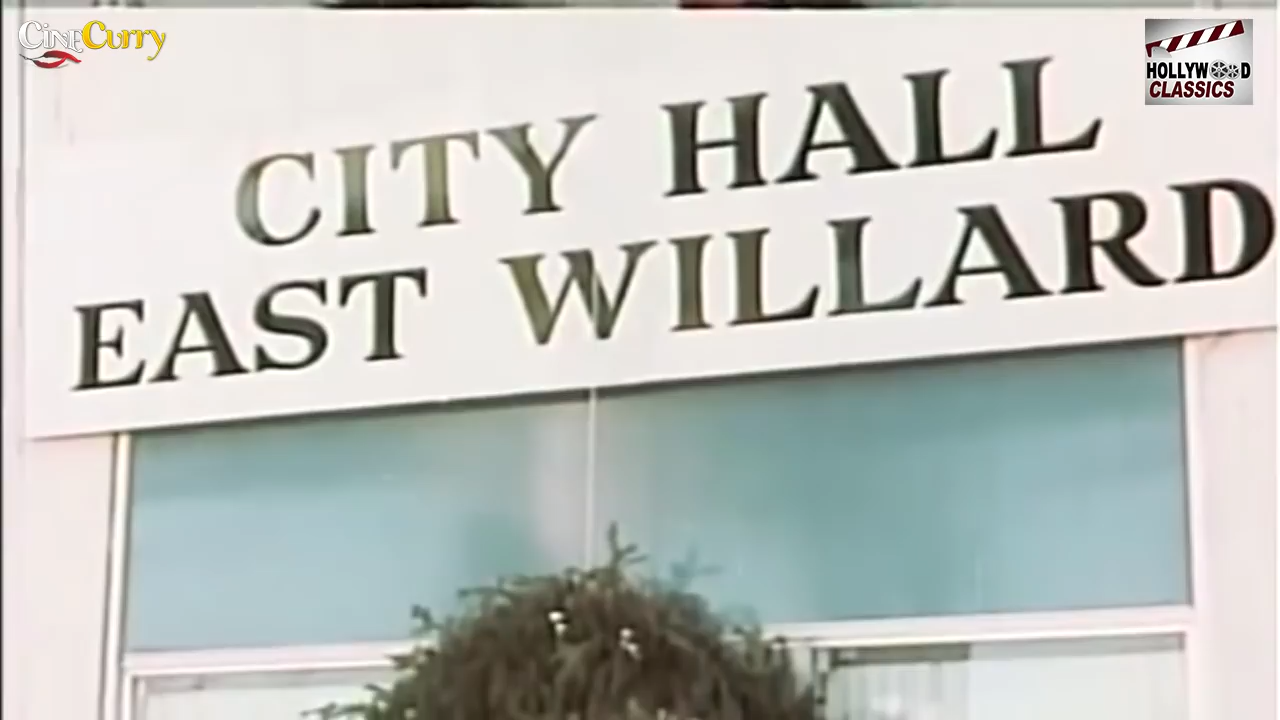 CINECURRY
HOLLYWOOD
CLASSICS
CITY HALL
EAST WILLARD